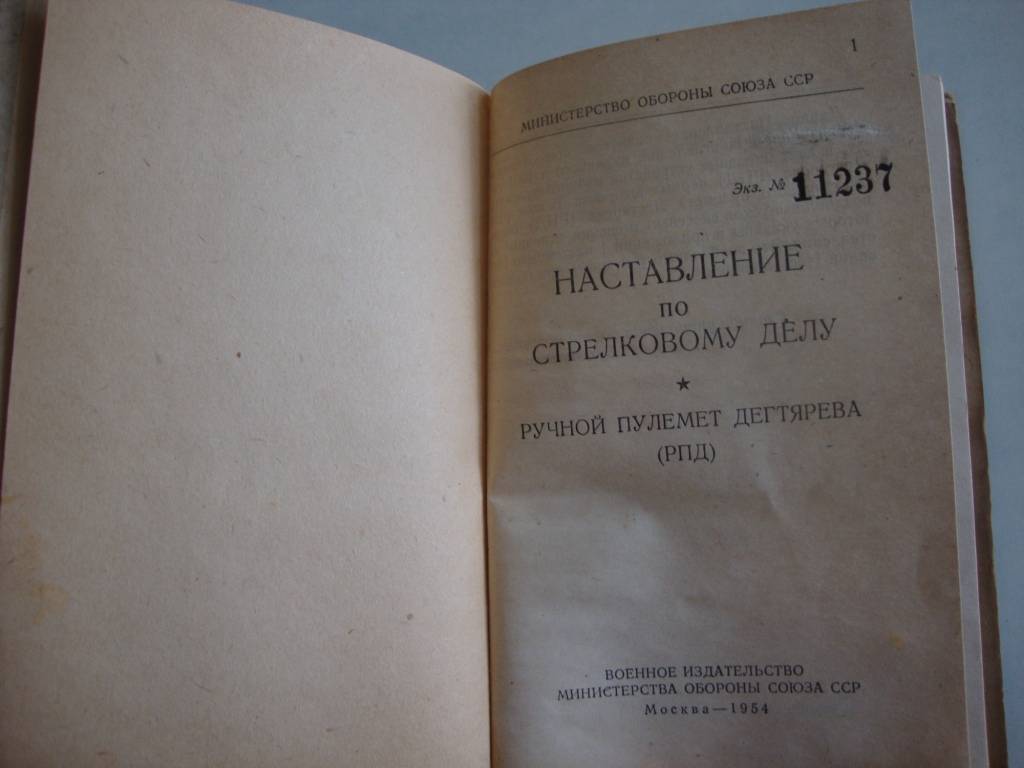 1
МИНИСТЕРСТВО ОБОРОНЫ СОЮЗА ССР
Экз. № 11237
НАСТАВЛЕНИЕ
ПО
СТРЕЛКОВОМУ ДЕЛУ
★
РУЧНОЙ ПУЛЕМЕТ ДЕГТЯРЕВА
(РПД)
ВОЕННОЕ ИЗДАТЕЛЬСТВО
МИНИСТЕРСТВА ОБОРОНЫ СОЮЗА ССР
Москва—1954